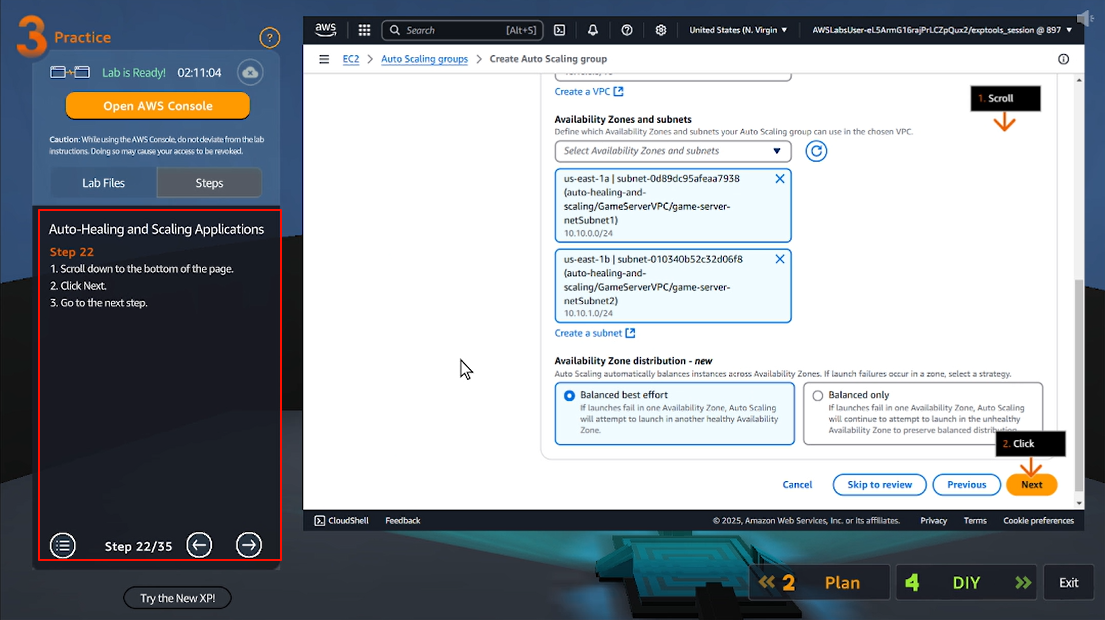 3 Practice
?
Lab is Ready! 02:11:04
Open AWS Console
Caution: While using the AWS Console, do not deviate from the lab
instructions. Doing so may cause your access to be revoked.
Lab Files
Steps
Auto-Healing and Scaling Applications
Step 22
1. Scroll down to the bottom of the page.
2. Click Next.
3. Go to the next step.
Step 22/35
Try the New XP!
aws
Search
[Alt+S]
United States (N. Virgin
AWSLabsUser-eL5ArmG16rajPrLCZpQux2/exptools_session @ 897
EC2 > Auto Scaling groups > Create Auto Scaling group
Create a VPC
1. Scroll
Availability Zones and subnets
Define which Availability Zones and subnets your Auto Scaling group can use in the chosen VPC.
Select Availability Zones and subnets
us-east-1a | subnet-0d89dc95afeaa7938
(auto-healing-and-
scaling/GameServerVPC/game-server-
netSubnet1)
10.10.0.0/24
us-east-1b | subnet-010340b52c32d06f8
(auto-healing-and-
scaling/GameServerVPC/game-server-
netSubnet2)
10.10.1.0/24
Create a subnet
Availability Zone distribution - new
Auto Scaling automatically balances instances across Availability Zones. If launch failures occur in a zone, select a strategy.
Balanced best effort
If launches fail in one Availability Zone, Auto Scaling
will attempt to launch in another healthy Availability
Zone.
Balanced only
If launches fail in one Availability Zone, Auto Scaling
will continue to attempt to launch in the unhealthy
Availability Zone to preserve balanced
2. Click
Cancel
Skip to review
Previous
Next
CloudShell
Feedback
© 2025, Amazon Web Services, Inc. or its affiliates.
Privacy
Terms
Cookie preferences
2 Plan
4 DIY
Exit